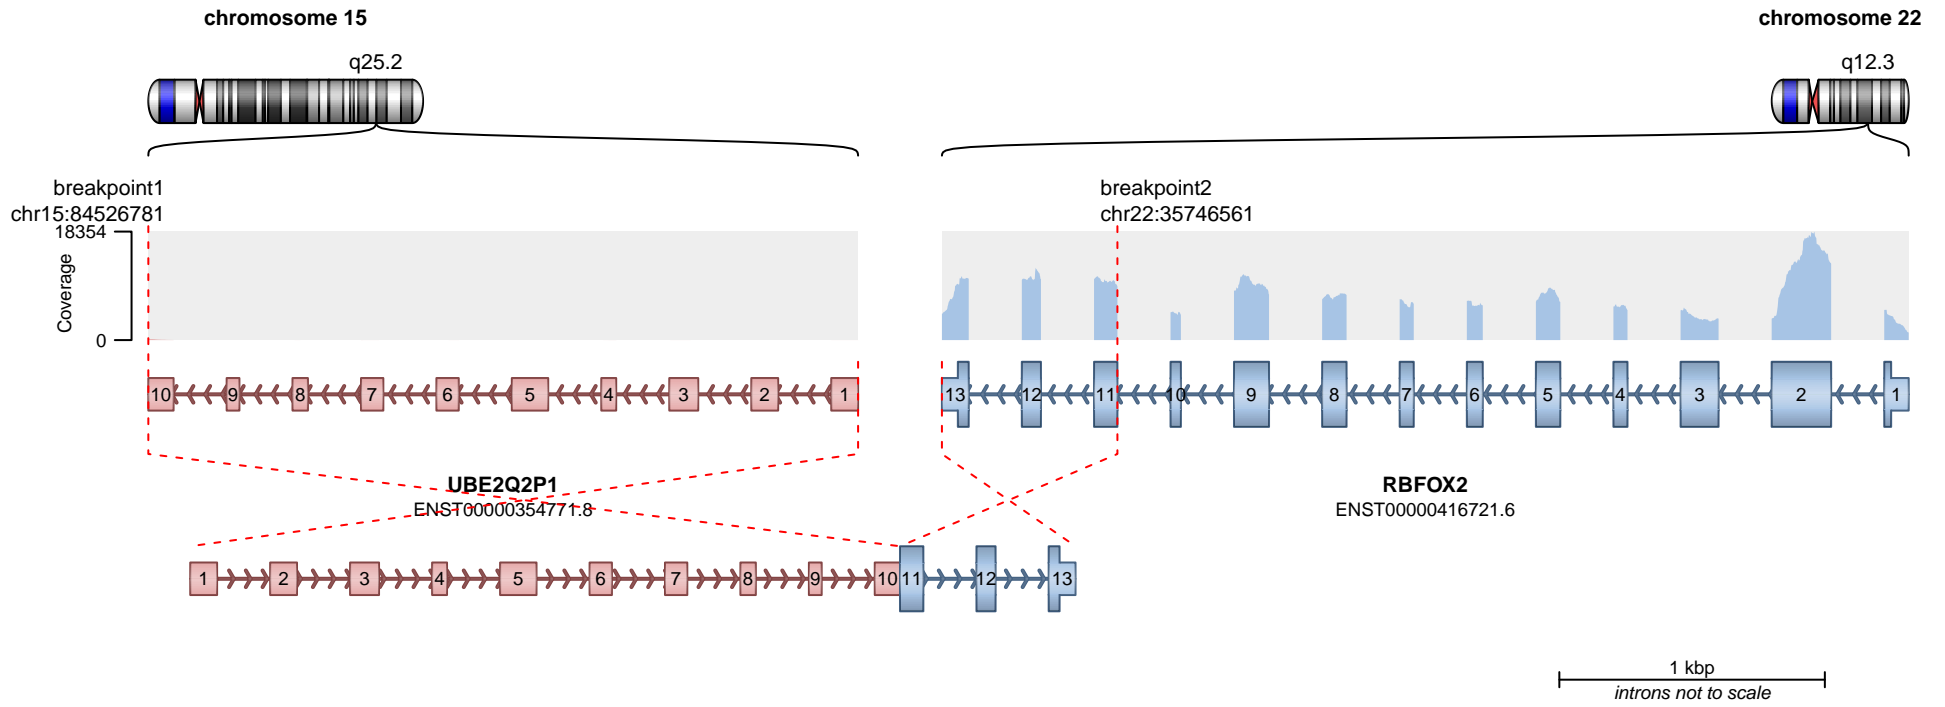 chromosome 15
chromosome 22
q25.2
q12.3
breakpoint1
chr15:84526781
breakpoint2
chr22:35746561
18354
Coverage
0
10 9 8 7 6 5 4 3 2 1
13 12 11 10 9 8 7 6 5 4 3 2 1
UBE2Q2P1
ENST00000354771.8
RBFOX2
ENST00000416721.6
1 2 3 4 5 6 7 8 9 10 11 12 13
1 kbp
introns not to scale